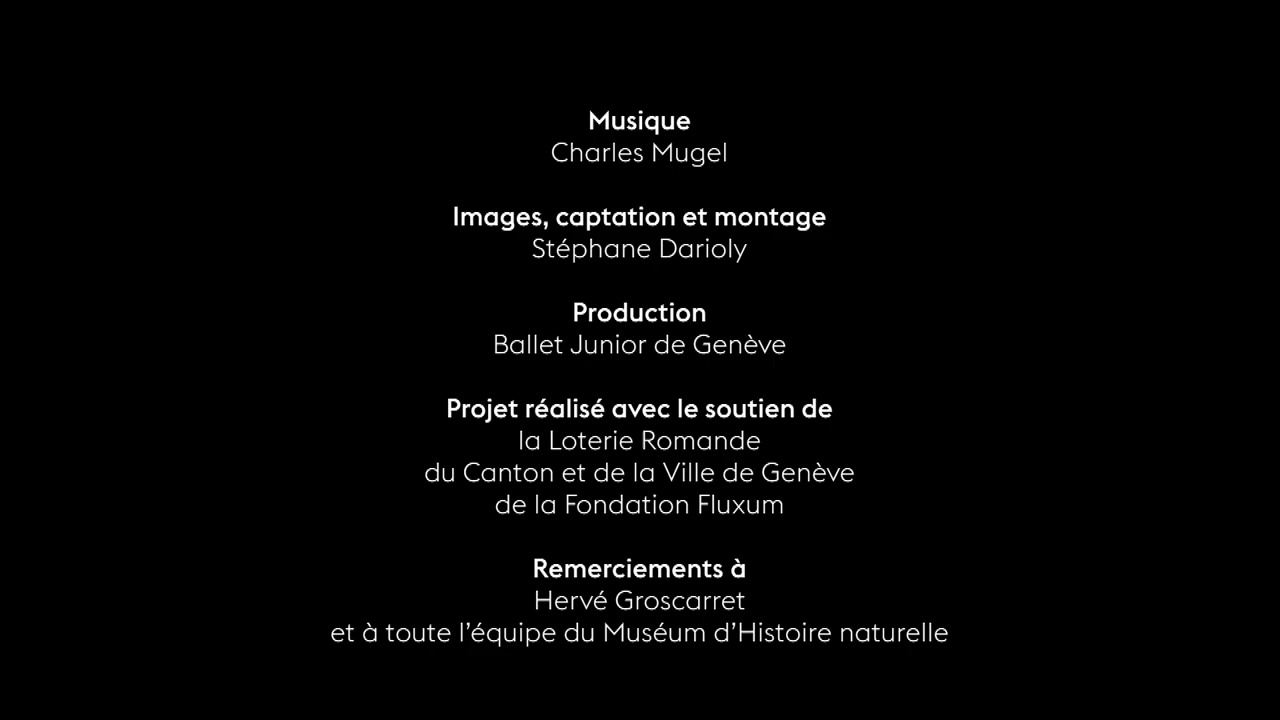 Musique
Charles Mugel
Images, captation et montage
Stéphane Darioly
Production
Ballet Junior de Genève
Projet réalisé avec le soutien de
la Loterie Romande
du Canton et de la Ville de Genève
de la Fondation Fluxum
Remerciements à
Hervé Groscarret
et à toute l’équipe du Muséum d’Histoire naturelle